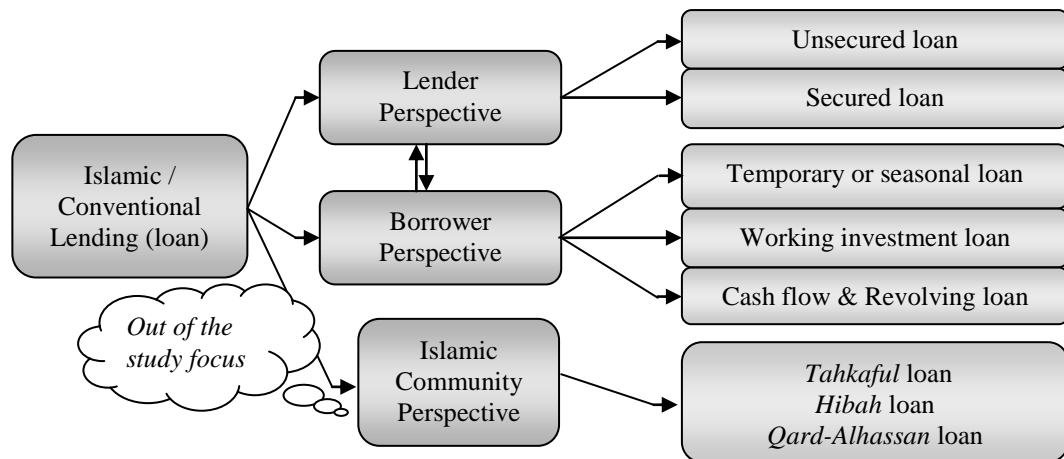 Islamic /
Conventional
Lending (loan)
Lender
Perspective
Unsecured loan
Secured loan
Borrower
Perspective
Temporary or seasonal loan
Working investment loan
Cash flow & Revolving loan
Out of the
study focus
Islamic
Community
Perspective
Tahkaful loan
Hibah loan
Qard-Alhassan loan